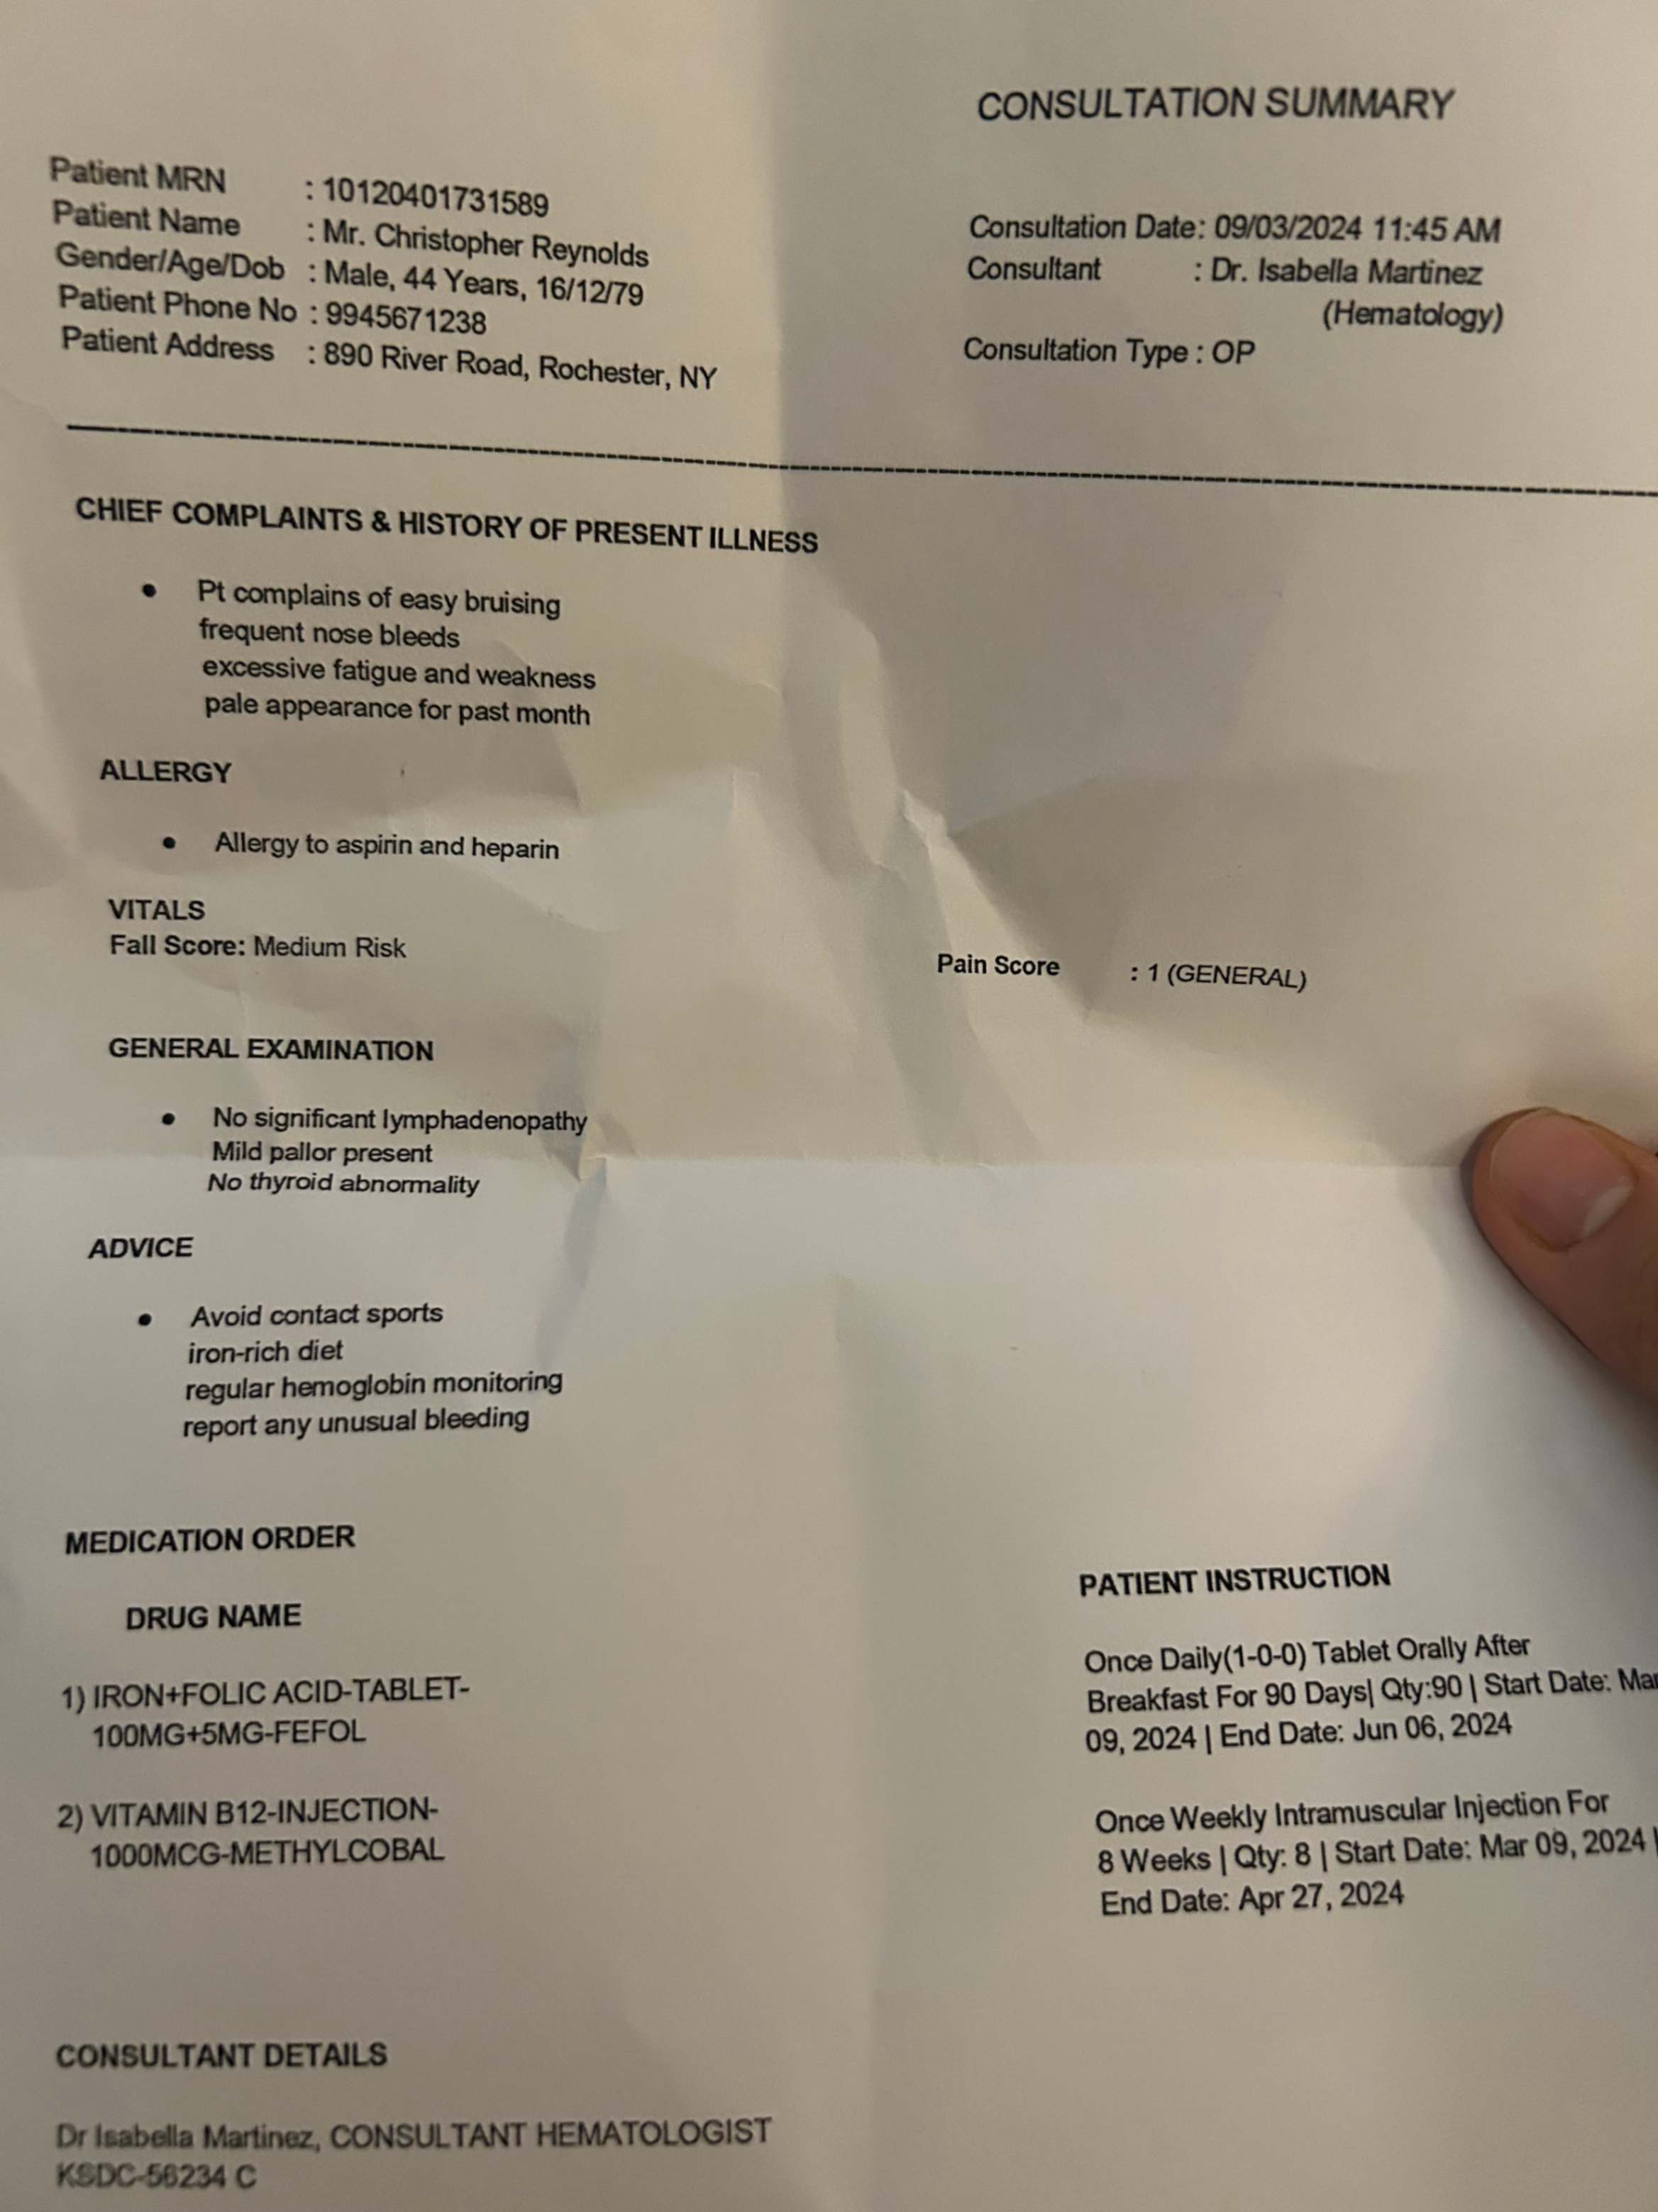 CONSULTATION SUMMARY
Patient MRN : 10120401731589
Patient Name : Mr. Christopher Reynolds
Gender/Age/Dob : Male, 44 Years, 16/12/79
Patient Phone No : 9945671238
Patient Address : 890 River Road, Rochester, NY
Consultation Date: 09/03/2024 11:45 AM
Consultant : Dr. Isabella Martinez
(Hematology)
Consultation Type : OP
CHIEF COMPLAINTS & HISTORY OF PRESENT ILLNESS
• Pt complains of easy bruising
frequent nose bleeds
excessive fatigue and weakness
pale appearance for past month
ALLERGY
• Allergy to aspirin and heparin
VITALS
Fall Score: Medium Risk
Pain Score : 1 (GENERAL)
GENERAL EXAMINATION
• No significant lymphadenopathy
Mild pallor present
No thyroid abnormality
ADVICE
• Avoid contact sports
iron-rich diet
regular hemoglobin monitoring
report any unusual bleeding
MEDICATION ORDER
DRUG NAME
PATIENT INSTRUCTION
1) IRON+FOLIC ACID-TABLET-
100MG+5MG-FEFOL
Once Daily(1-0-0) Tablet Orally After
Breakfast For 90 Days| Qty:90 | Start Date: Mar
09, 2024 | End Date: Jun 06, 2024
2) VITAMIN B12-INJECTION-
1000MCG-METHYLCOBAL
Once Weekly Intramuscular Injection For
8 Weeks | Qty: 8 | Start Date: Mar 09, 2024 |
End Date: Apr 27, 2024
CONSULTANT DETAILS
Dr Isabella Martinez, CONSULTANT HEMATOLOGIST
KSDC-56234 C